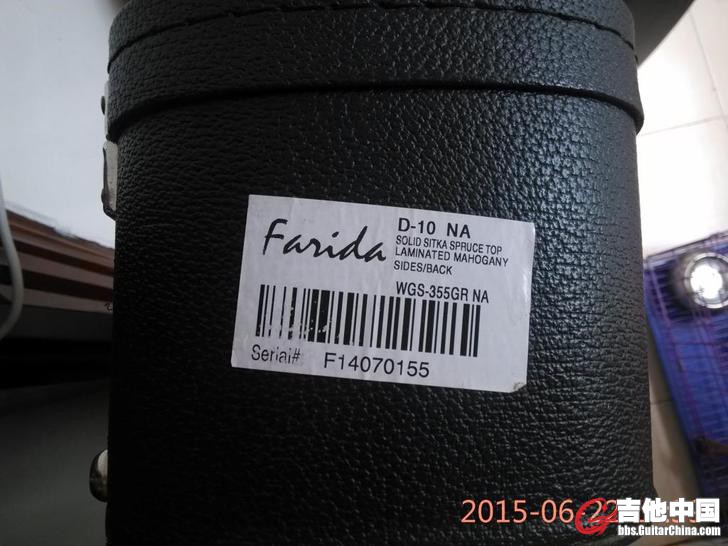 Farida
D-10 NA
SOLID SITKA SPRUCE TOP
LAMINATED MAHOGANY
SIDES/BACK
WGS-355GR NA
Serial# F14070155
2015-06-22
吉他中国
bbs.GuitarChina.com